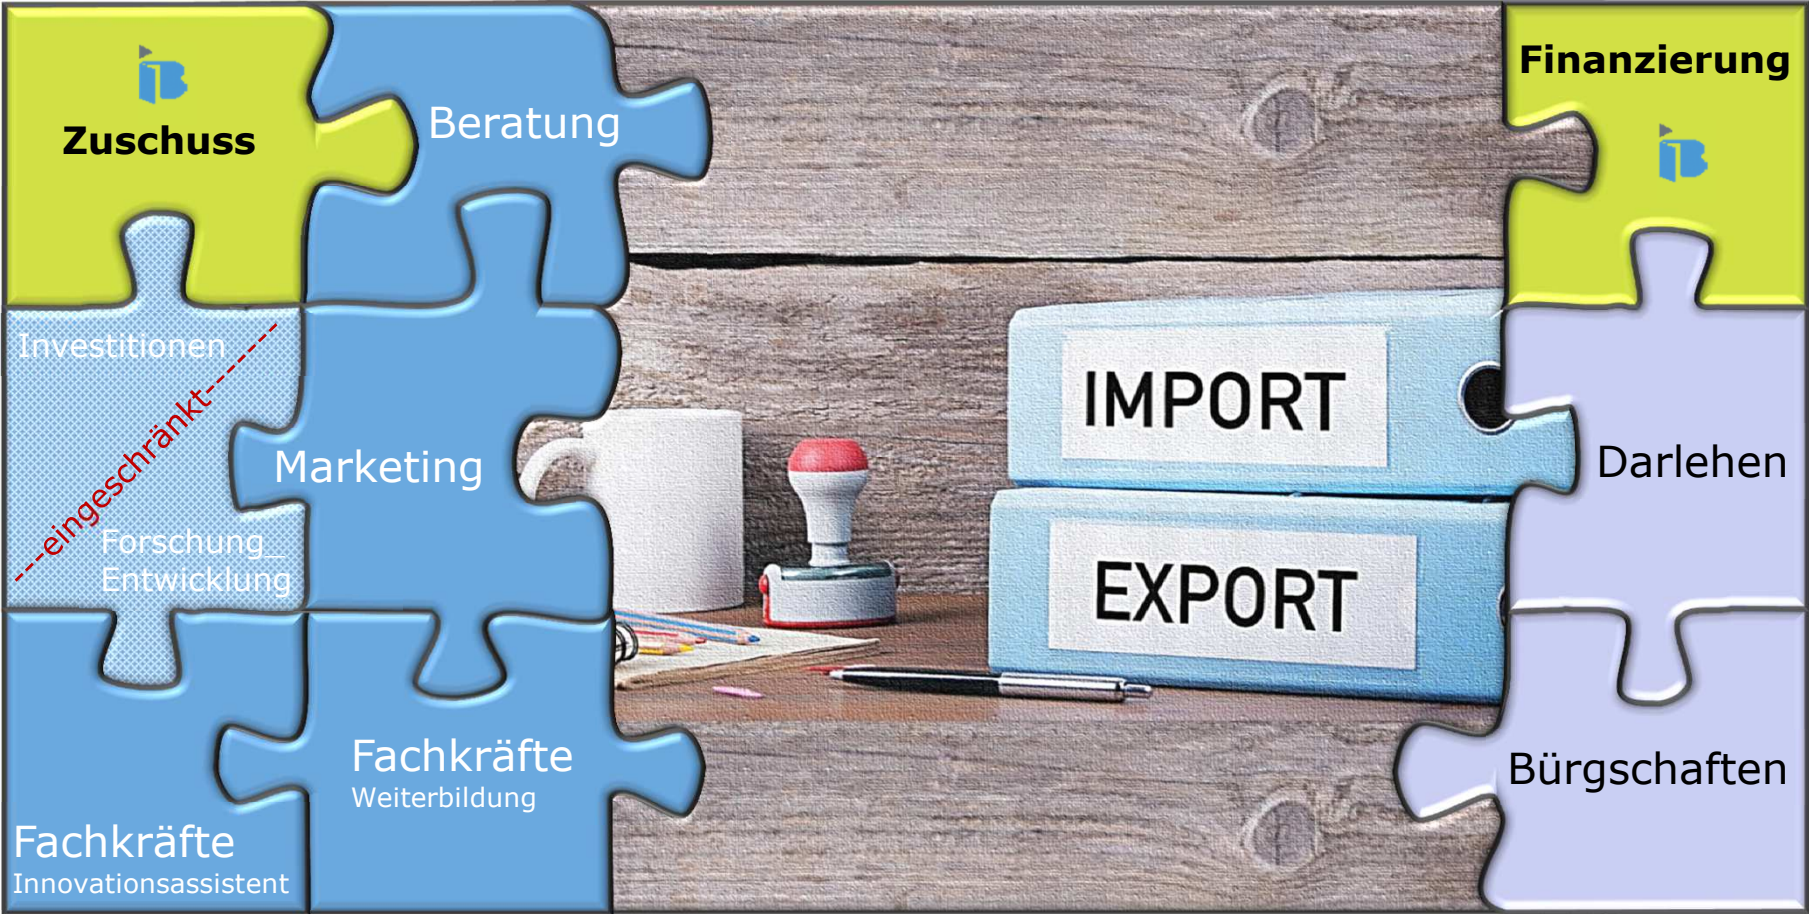 Zuschuss
Beratung
Investitionen
---eingeschränkt-------
Forschung_
Entwicklung
Marketing
Fachkräfte
Innovationsassistent
Fachkräfte
Weiterbildung
IMPORT
EXPORT
Finanzierung
Darlehen
Bürgschaften